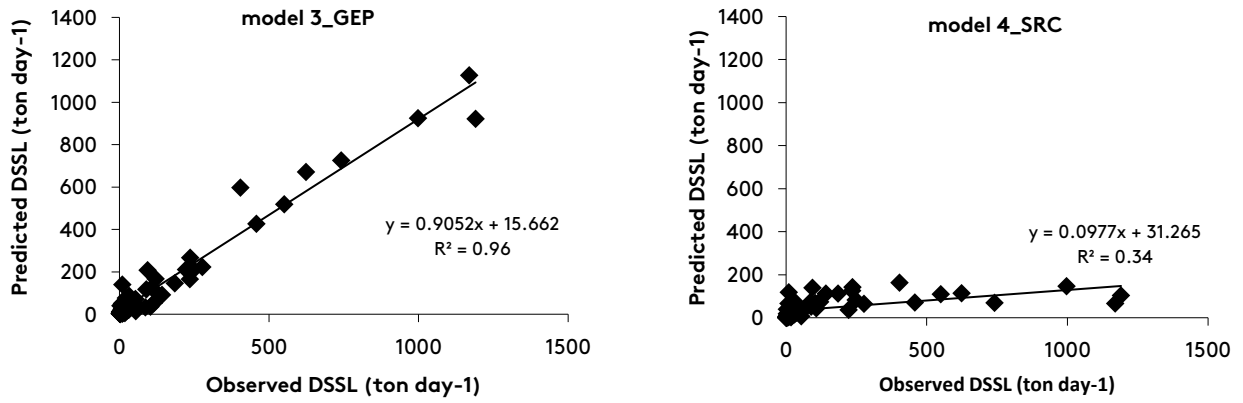 model 3_GEP
Predicted DSSL (ton day-1)
1400
1200
1000
800
600
400
200
0
y = 0.9052x + 15.662
R² = 0.96
0 500 1000 1500
Observed DSSL (ton day-1)
model 4_SRC
Predicted DSSL (ton day-1)
1400
1200
1000
800
600
400
200
0
y = 0.0977x + 31.265
R² = 0.34
0 500 1000 1500
Observed DSSL (ton day-1)